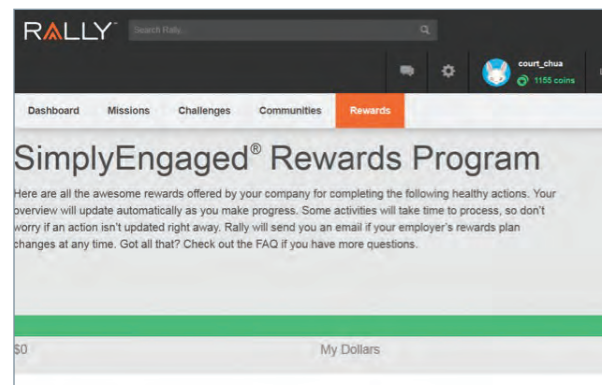 RALLY
Search Rally...
court_chua
1155 coins
Dashboard Missions Challenges Communities Rewards
SimplyEngaged® Rewards Program
Here are all the awesome rewards offered by your company for completing the following healthy actions. Your
overview will update automatically as you make progress. Some activities will take time to process, so don't
worry if an action isn't updated right away. Rally will send you an email if your employer's rewards plan
changes at any time. Got all that? Check out the FAQ if you have more questions.
$0 My Dollars